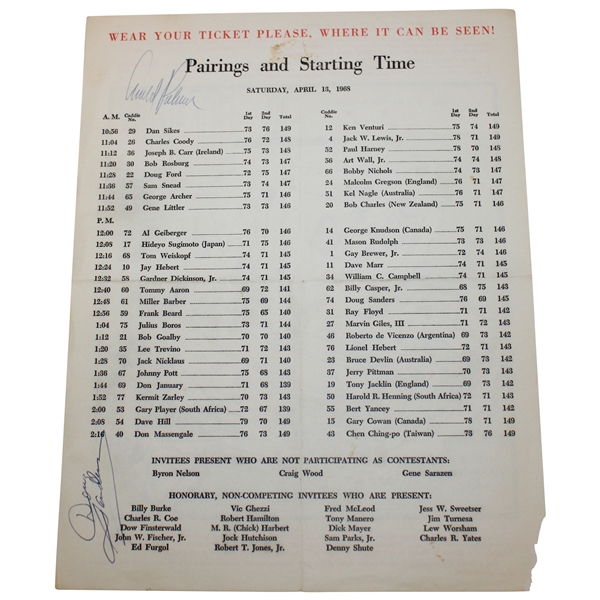 WEAR YOUR TICKET PLEASE, WHERE IT CAN BE SEEN!
Pairings and Starting Time
Arnold Palmer
SATURDAY, APRIL 13, 1968
A. M. Caddie No. 1st Day 2nd Day Total Caddie No. 1st Day 2nd Day Total
10:56 29 Dan Sikes 73 76 149 12 Ken Venturi 75 74 149
11:04 26 Charles Coody 76 72 148 4 Jack W. Lewis, Jr. 78 71 149
11:12 36 Joseph B. Carr (Ireland) 75 73 148 52 Paul Harney 78 70 148
11:20 30 Bob Rosburg 74 73 147 56 Art Wall, Jr. 74 74 148
11:28 22 Doug Ford 72 75 147 66 Bobby Nichols 74 73 147
11:36 57 Sam Snead 74 73 147 24 Malcolm Gregson (England) 76 71 147
11:44 65 George Archer 75 71 146 51 Kel Nagle (Australia) 76 71 147
11:52 49 Gene Littler 73 73 146 20 Bob Charles (New Zealand) 75 71 146
P. M.
12:00 72 Al Geiberger 76 70 146 14 George Knudson (Canada) 75 71 146
12:08 17 Hideyo Sugimoto (Japan) 71 75 146 41 Mason Rudolph 73 73 146
12:16 68 Tom Weiskopf 74 71 145 1 Gay Brewer, Jr. 72 74 146
12:24 10 Jay Hebert 74 71 145 11 Dave Marr 74 71 145
12:32 58 Gardner Dickinson, Jr. 74 71 145 34 William C. Campbell 74 71 145
12:40 60 Tommy Aaron 69 72 141 62 Billy Casper, Jr. 68 75 143
12:48 61 Miller Barber 75 69 144 74 Doug Sanders 76 69 145
12:56 59 Frank Beard 75 65 140 31 Ray Floyd 71 71 142
1:04 75 Julius Boros 73 71 144 27 Marvin Giles, III 71 72 143
1:12 21 Bob Goalby 70 70 140 46 Roberto de Vicenzo (Argentina) 69 73 142
1:20 35 Lee Trevino 71 72 143 76 Lionel Hebert 72 71 143
1:28 70 Jack Nicklaus 69 71 140 23 Bruce Devlin (Australia) 69 73 142
1:36 67 Johnny Pott 75 68 143 37 Jerry Pittman 70 73 143
1:44 69 Don January 71 68 139 19 Tony Jacklin (England) 69 73 142
1:52 77 Kermit Zarley 70 73 143 50 Harold R. Henning (South Africa) 72 71 143
2:00 53 Gary Player (South Africa) 72 67 139 55 Bert Yancey 71 71 142
2:08 54 Dave Hill 79 70 149 15 Gary Cowan (Canada) 78 71 149
2:16 40 Don Massengale 76 73 149 43 Chen Ching-po (Taiwan) 73 76 149
Doug Sanders
INVITEES PRESENT WHO ARE NOT PARTICIPATING AS CONTESTANTS:
Byron Nelson Craig Wood Gene Sarazen
HONORARY, NON-COMPETING INVITEES WHO ARE PRESENT:
Billy Burke Vic Ghezzi Fred McLeod Jess W. Sweetser
Charles R. Coe Robert Hamilton Tony Manero Jim Turnesa
Dow Finsterwald M. R. (Chick) Harbert Dick Mayer Lew Worsham
John W. Fischer, Jr. Jock Hutchison Sam Parks, Jr. Charles R. Yates
Ed Furgol Robert T. Jones, Jr. Denny Shute